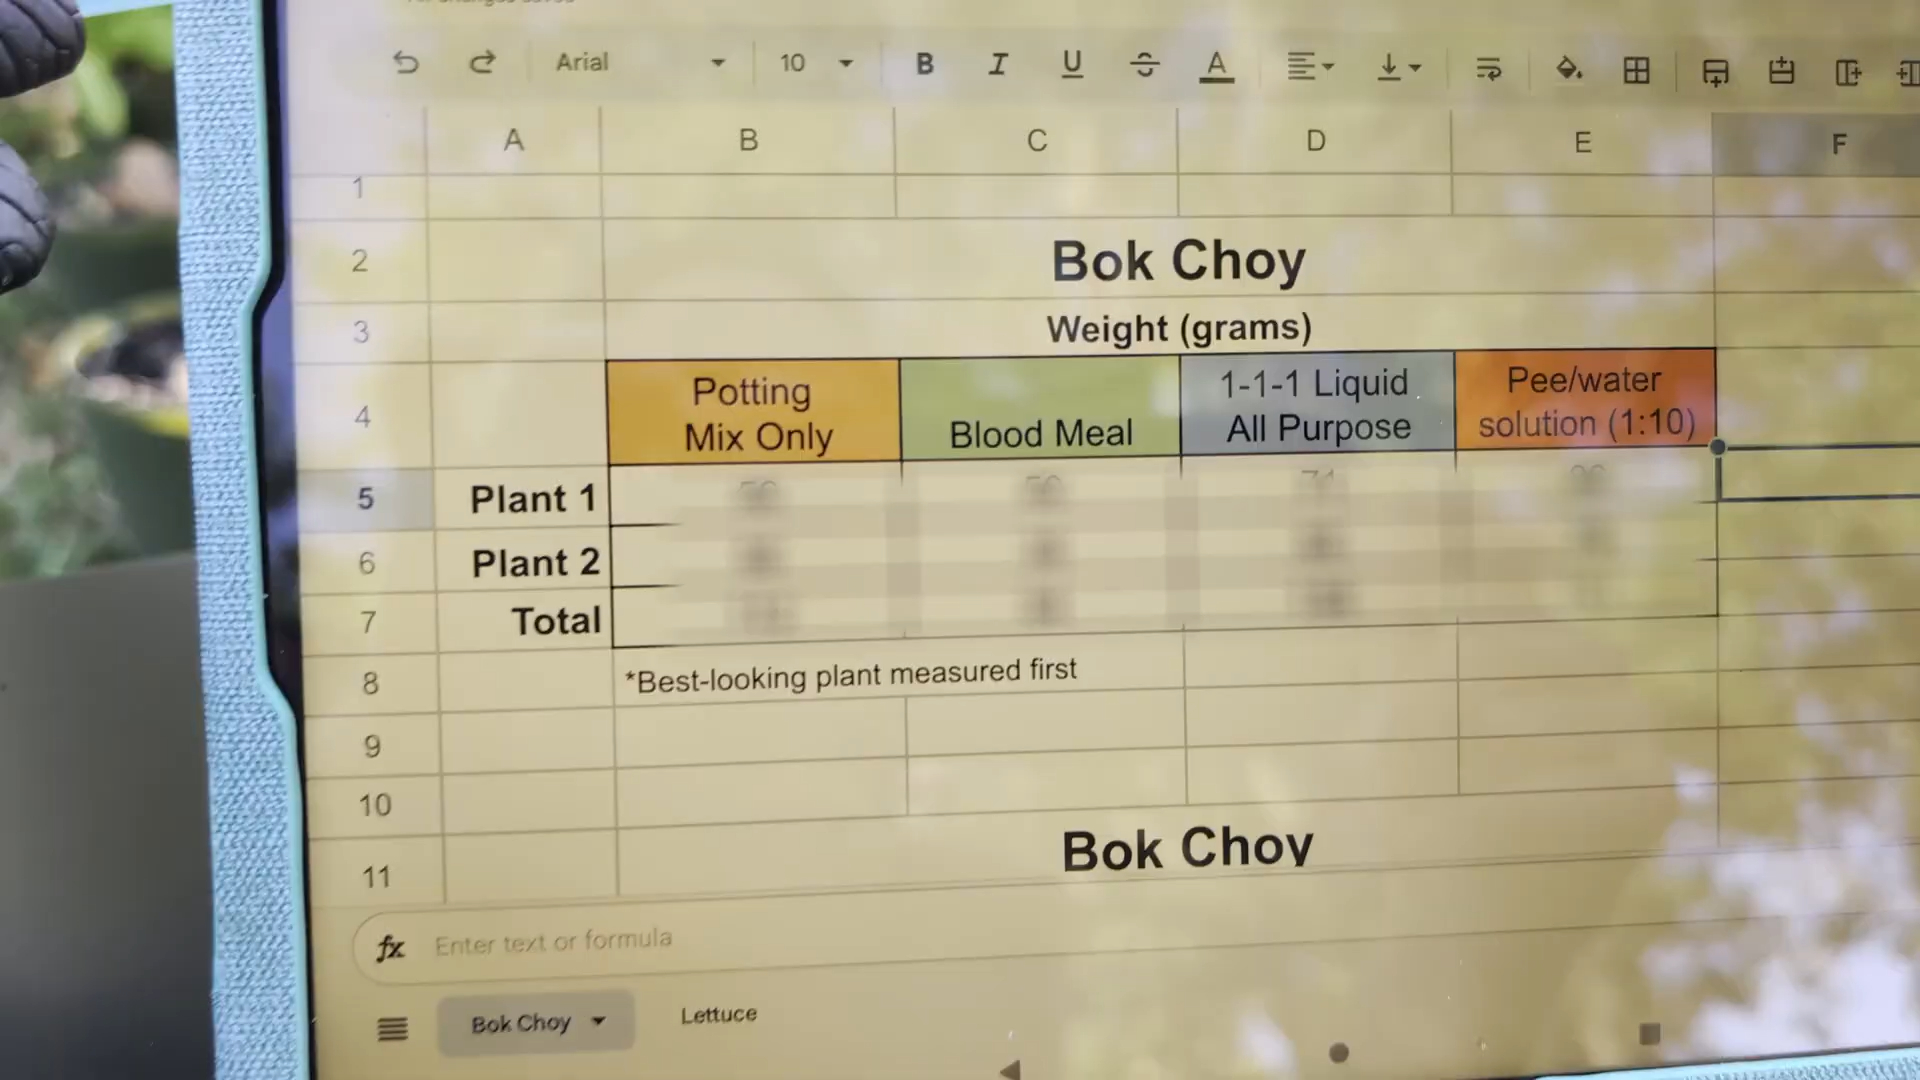 Arial 10 B I U A
A B C D E F
1
2 Bok Choy
3 Weight (grams)
4 Potting Mix Only Blood Meal 1-1-1 Liquid All Purpose Pee/water solution (1:10)
5 Plant 1
6 Plant 2
7 Total
8 *Best-looking plant measured first
9
10
11 Bok Choy
fx Enter text or formula
Bok Choy Lettuce